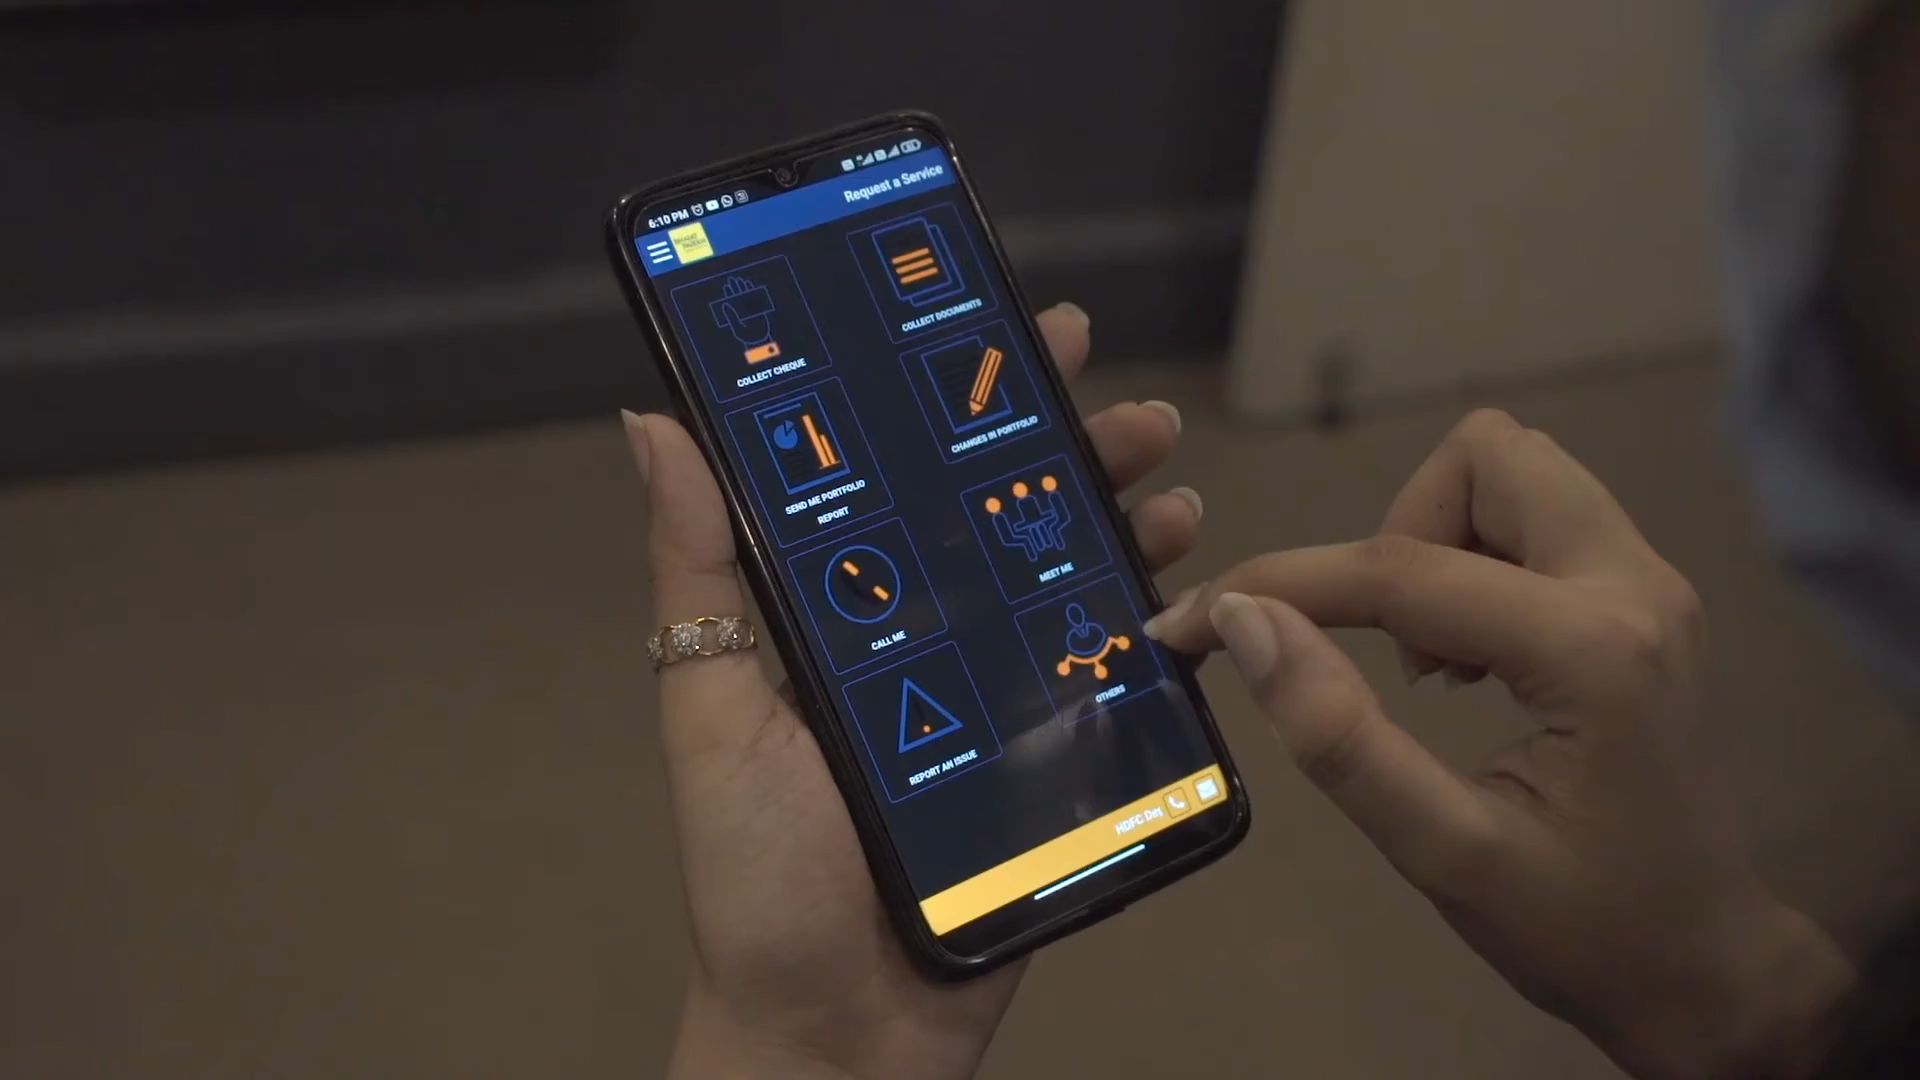 6:10 PM
Request a Service
COLLECT CHEQUE
COLLECT DOCUMENTS
SEND ME PORTFOLIO
REPORT
CHANGES IN PORTFOLIO
CALL ME
MEET ME
REPORT AN ISSUE
OTHERS
HDFC